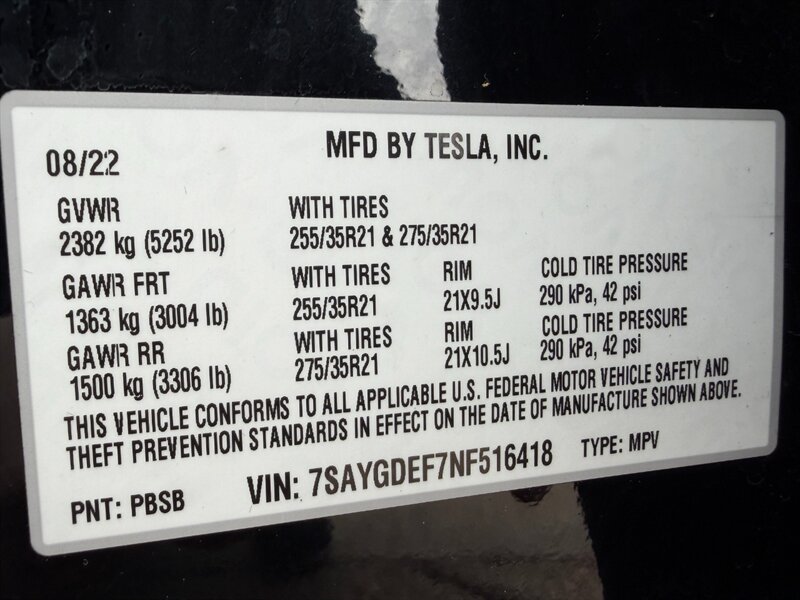 08/22 MFD BY TESLA, INC.
GVWR WITH TIRES
2382 kg (5252 lb) 255/35R21 & 275/35R21
GAWR FRT WITH TIRES RIM COLD TIRE PRESSURE
1363 kg (3004 lb) 255/35R21 21X9.5J 290 kPa, 42 psi
GAWR RR WITH TIRES RIM COLD TIRE PRESSURE
1500 kg (3306 lb) 275/35R21 21X10.5J 290 kPa, 42 psi
THIS VEHICLE CONFORMS TO ALL APPLICABLE U.S. FEDERAL MOTOR VEHICLE SAFETY AND
THEFT PREVENTION STANDARDS IN EFFECT ON THE DATE OF MANUFACTURE SHOWN ABOVE.
PNT: PBSB VIN: 7SAYGDEF7NF516418 TYPE: MPV